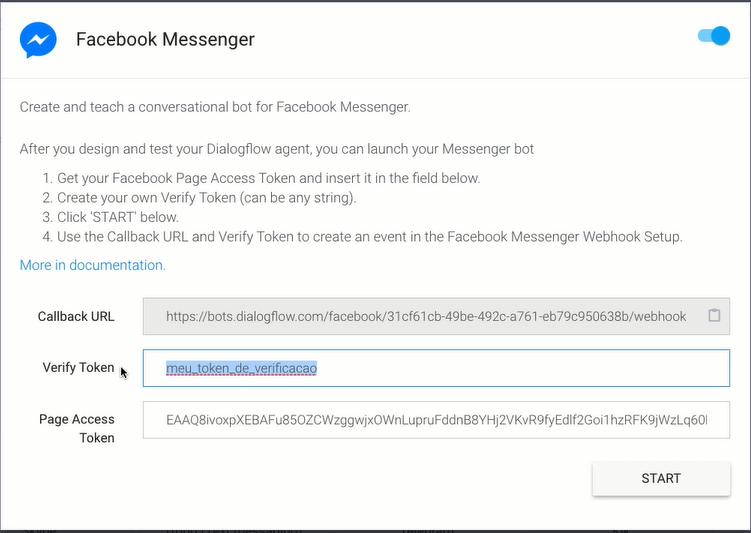 Facebook Messenger
Create and teach a conversational bot for Facebook Messenger.
After you design and test your Dialogflow agent, you can launch your Messenger bot
1. Get your Facebook Page Access Token and insert it in the field below.
2. Create your own Verify Token (can be any string).
3. Click 'START' below.
4. Use the Callback URL and Verify Token to create an event in the Facebook Messenger Webhook Setup.
More in documentation.
Callback URL
https://bots.dialogflow.com/facebook/31cf61cb-49be-492c-a761-eb79c950638b/webhook
Verify Token
meu_token_de_verificacao
Page Access Token
EAAQ8ivoxpXEBAFu85OZCWzggwjxOWnLupruFddnB8YHj2VKvR9fyEdlf2Goi1hzRFK9jWzLq60
START